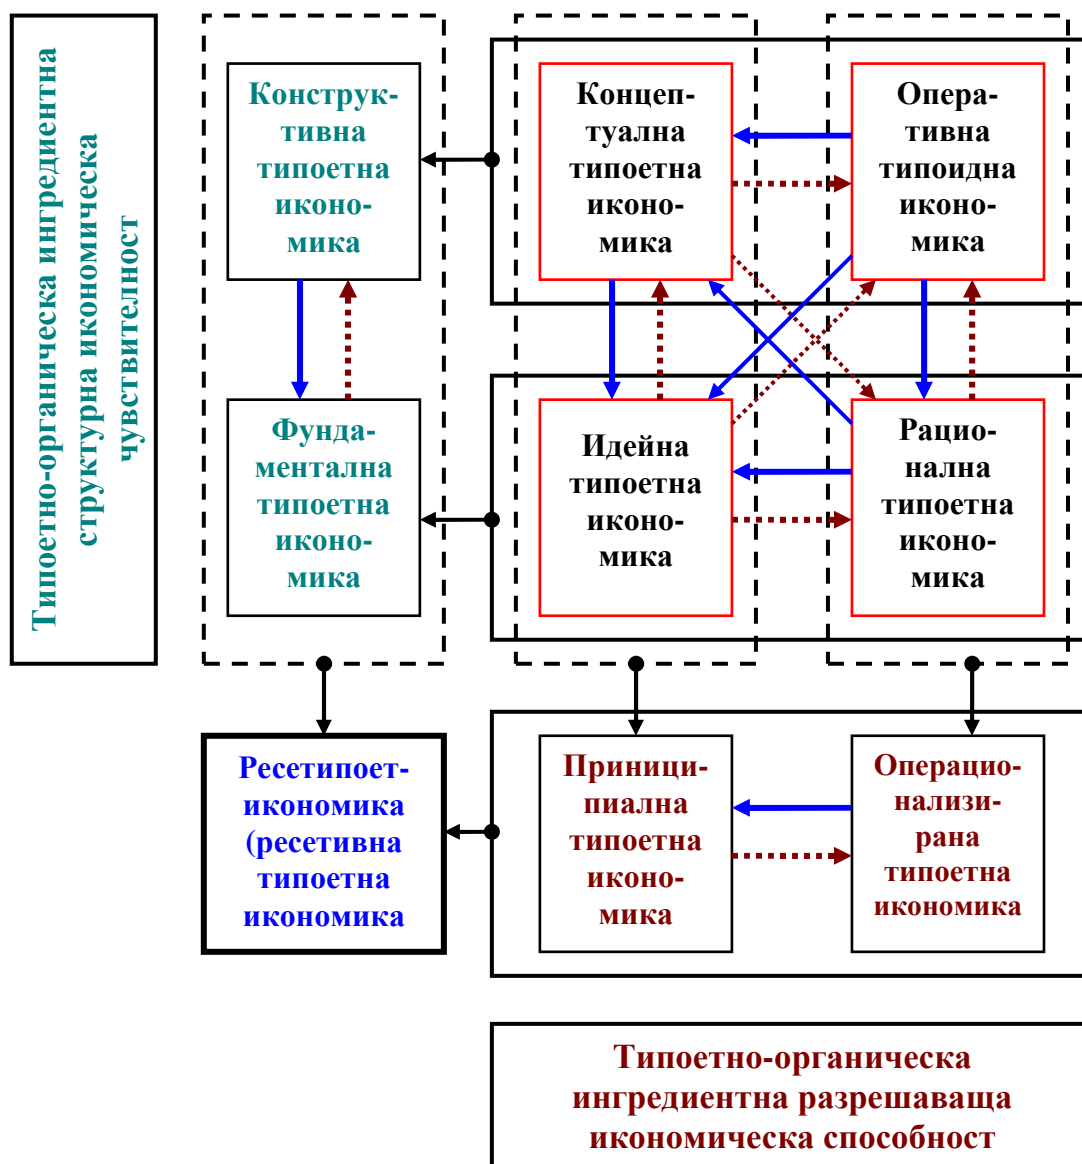 Типоетно-органическа ингредиентна
структурна икономическа
чувствителност
Конструк-
тивна
типоетна
иконо-
мика
Концеп-
туална
типоетна
иконо-
мика
Опера-
тивна
типоидна
иконо-
мика
Фунда-
ментална
типоетна
иконо-
мика
Идейна
типоетна
иконо-
мика
Рацио-
нална
типоетна
иконо-
мика
Ресетипоет-
икономика
(ресетивна
типоетна
икономика
Приници-
пиална
типоетна
иконо-
мика
Операцио-
нализи-
рана
типоетна
икономика
Типоетно-органическа
ингредиентна разрешаваща
икономическа способност